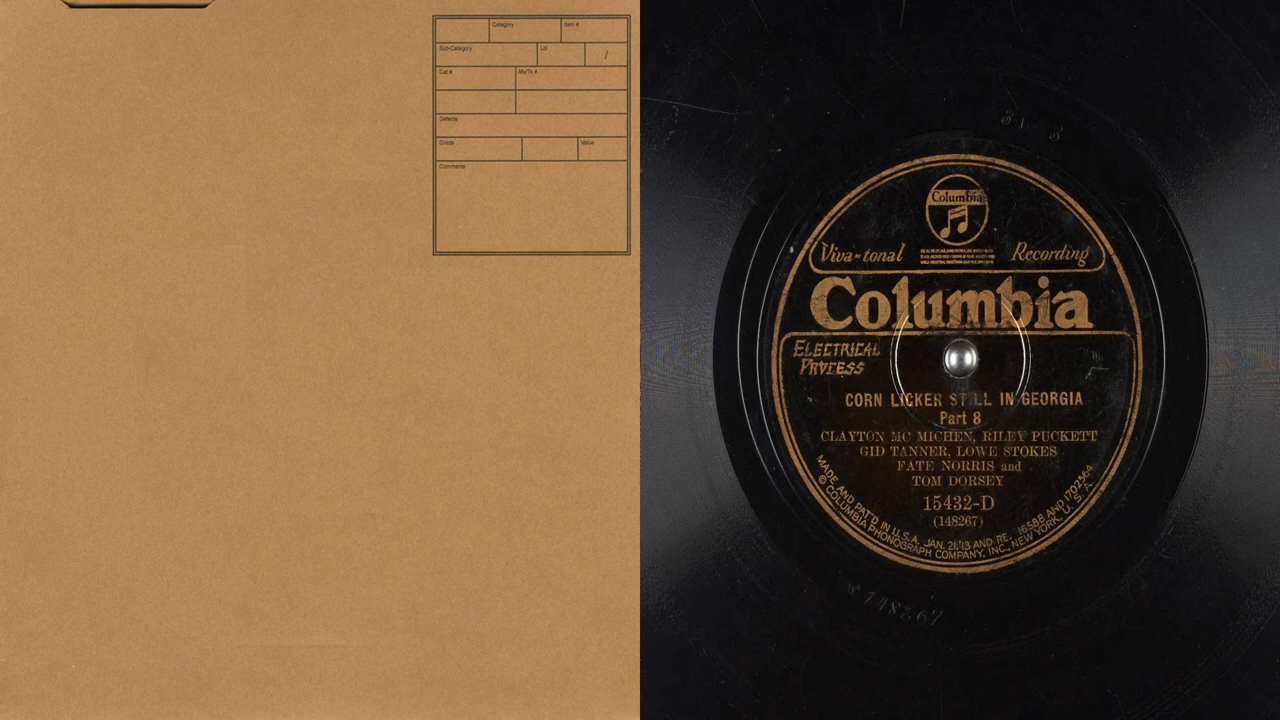 Category
Item #
Sub-Category
Lbl
/
Cat #
Mx/Tk #
Defects
Grade
Value
Comments
Columbia
Viva-tonal Recording
Columbia
ELECTRICAL
PROCESS
CORN LICKER STILL IN GEORGIA
Part 8
CLAYTON MC MICHEN, RILEY PUCKETT
GID TANNER, LOWE STOKES
FATE NORRIS and
TOM DORSEY
15432-D
(148267)
MADE AND PAT'D IN U.S.A. JAN. 21,'13 AND RE. 16588 AND 1702564
© COLUMBIA PHONOGRAPH COMPANY, INC., NEW YORK, U. S. A.
148267